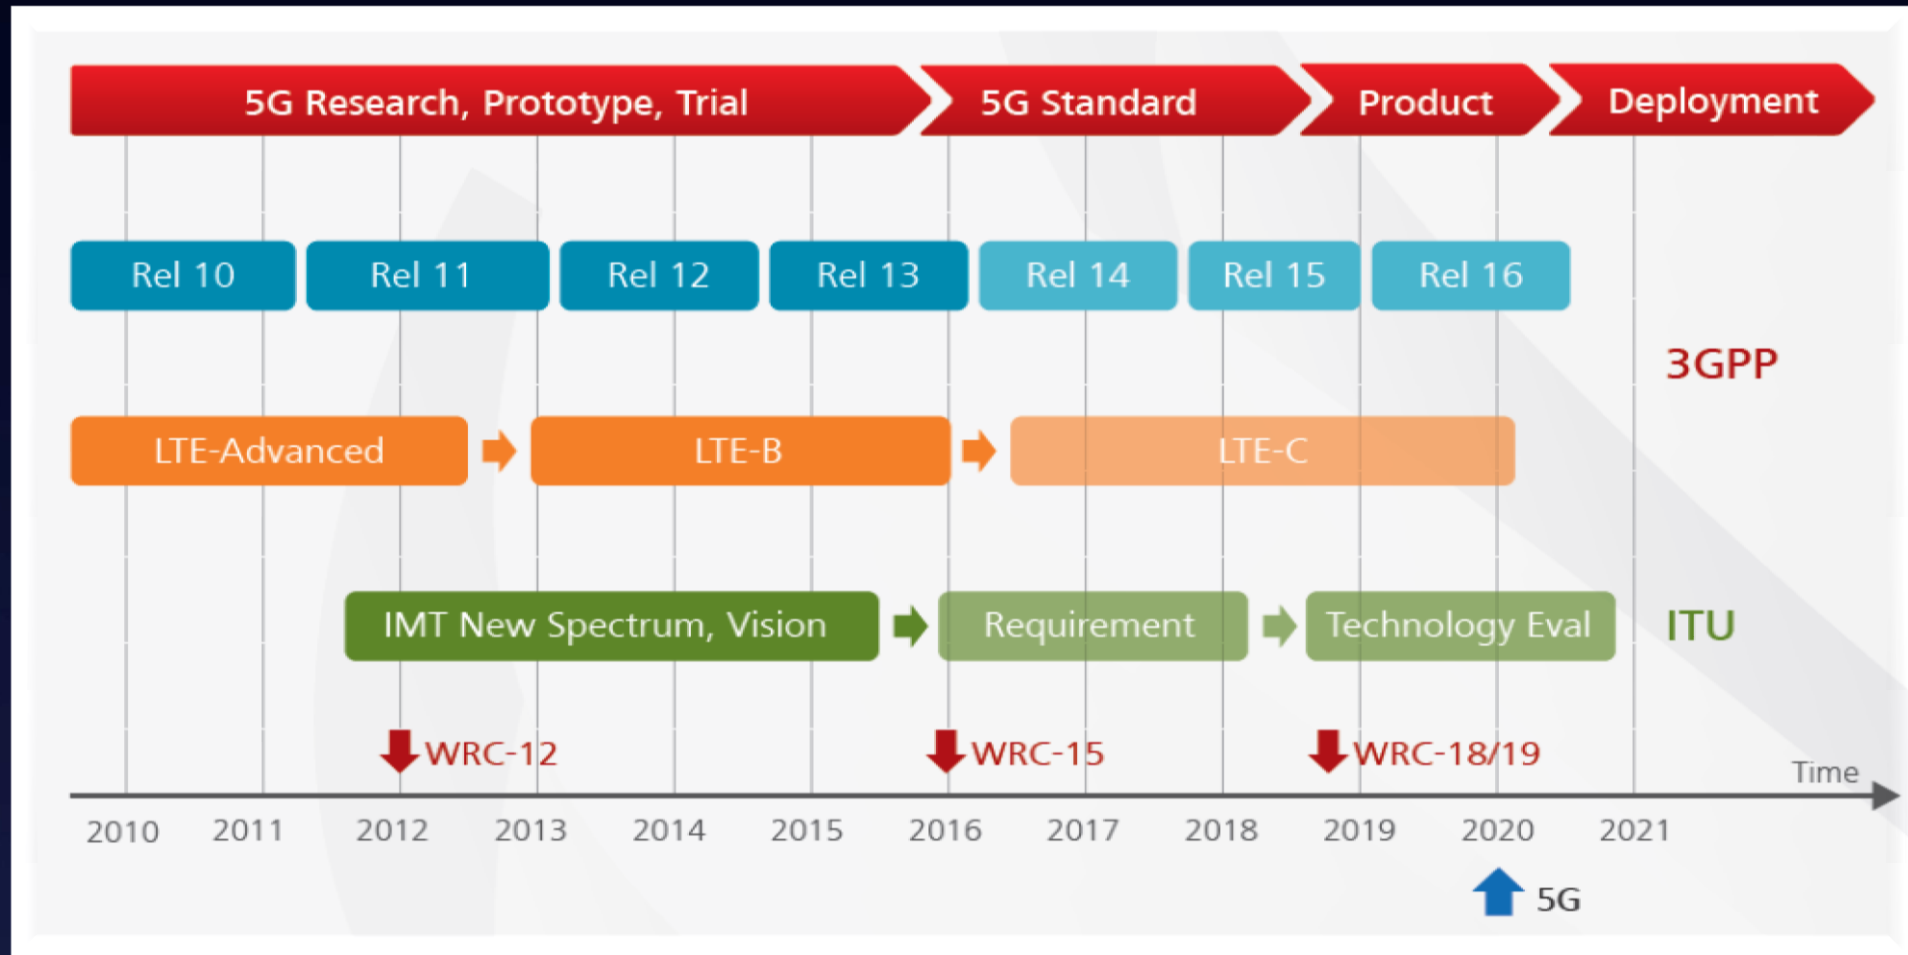 5G Research, Prototype, Trial
5G Standard
Product
Deployment
Rel 10
Rel 11
Rel 12
Rel 13
Rel 14
Rel 15
Rel 16
3GPP
LTE-Advanced
LTE-B
LTE-C
IMT New Spectrum, Vision
Requirement
Technology Eval
ITU
WRC-12
WRC-15
WRC-18/19
Time
2010
2011
2012
2013
2014
2015
2016
2017
2018
2019
2020
2021
5G